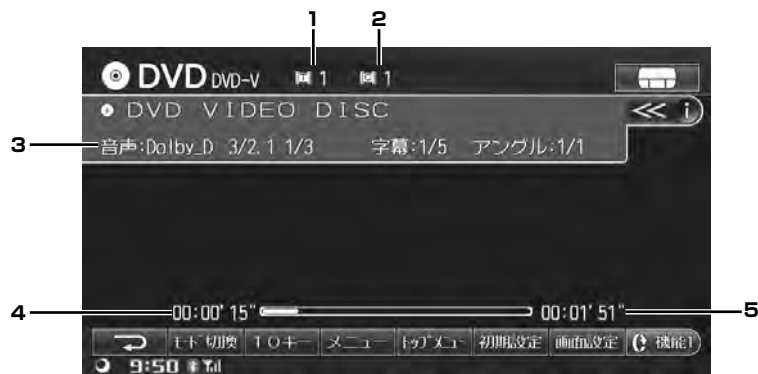 1 2
DVD DVD-V T 1 C 1
DVD VIDEO DISC << i
3
音声:Dolby_D 3/2.1 1/3 字幕:1/5 アングル:1/1
4 00:00'15" 00:01'51" 5
モード切換 10キー メニュー トップメニュー 初期設定 画面設定 機能1
9:50